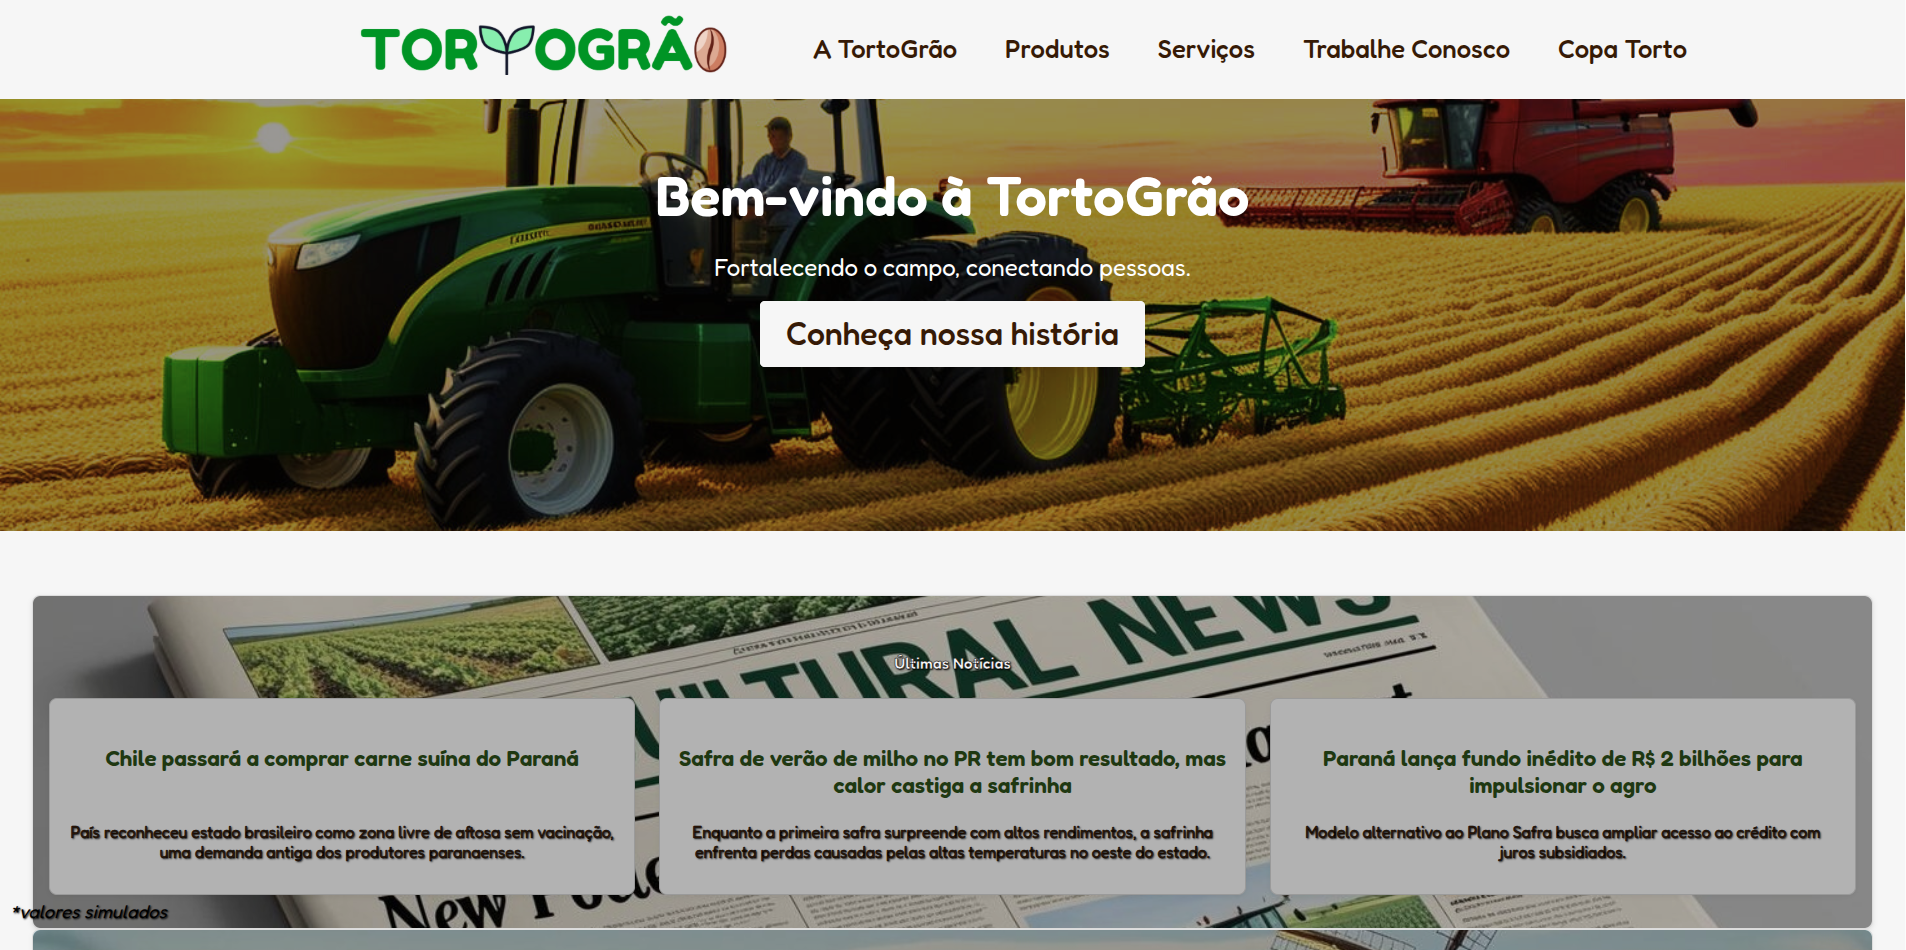 TORTOGRÃO
A TortoGrão
Produtos
Serviços
Trabalhe Conosco
Copa Torto
Bem-vindo à TortoGrão
Fortalecendo o campo, conectando pessoas.
Conheça nossa história
ULTURAL NEWS
Últimas Notícias
Chile passará a comprar carne suína do Paraná
País reconheceu estado brasileiro como zona livre de aftosa sem vacinação,
uma demanda antiga dos produtores paranaenses.
Safra de verão de milho no PR tem bom resultado, mas
calor castiga a safrinha
Enquanto a primeira safra surpreende com altos rendimentos, a safrinha
enfrenta perdas causadas pelas altas temperaturas no oeste do estado.
Paraná lança fundo inédito de R$ 2 bilhões para
impulsionar o agro
Modelo alternativo ao Plano Safra busca ampliar acesso ao crédito com
juros subsidiados.
New
*valores simulados